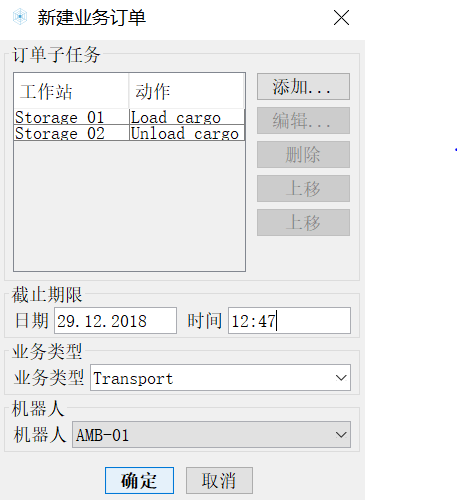 新建业务订单
订单子任务
工作站 动作
Storage 01 Load cargo
Storage 02 Unload cargo
添加...
编辑...
删除
上移
上移
截止期限
日期 29.12.2018 时间 12:47
业务类型
业务类型 Transport
机器人
机器人 AMB-01
确定 取消